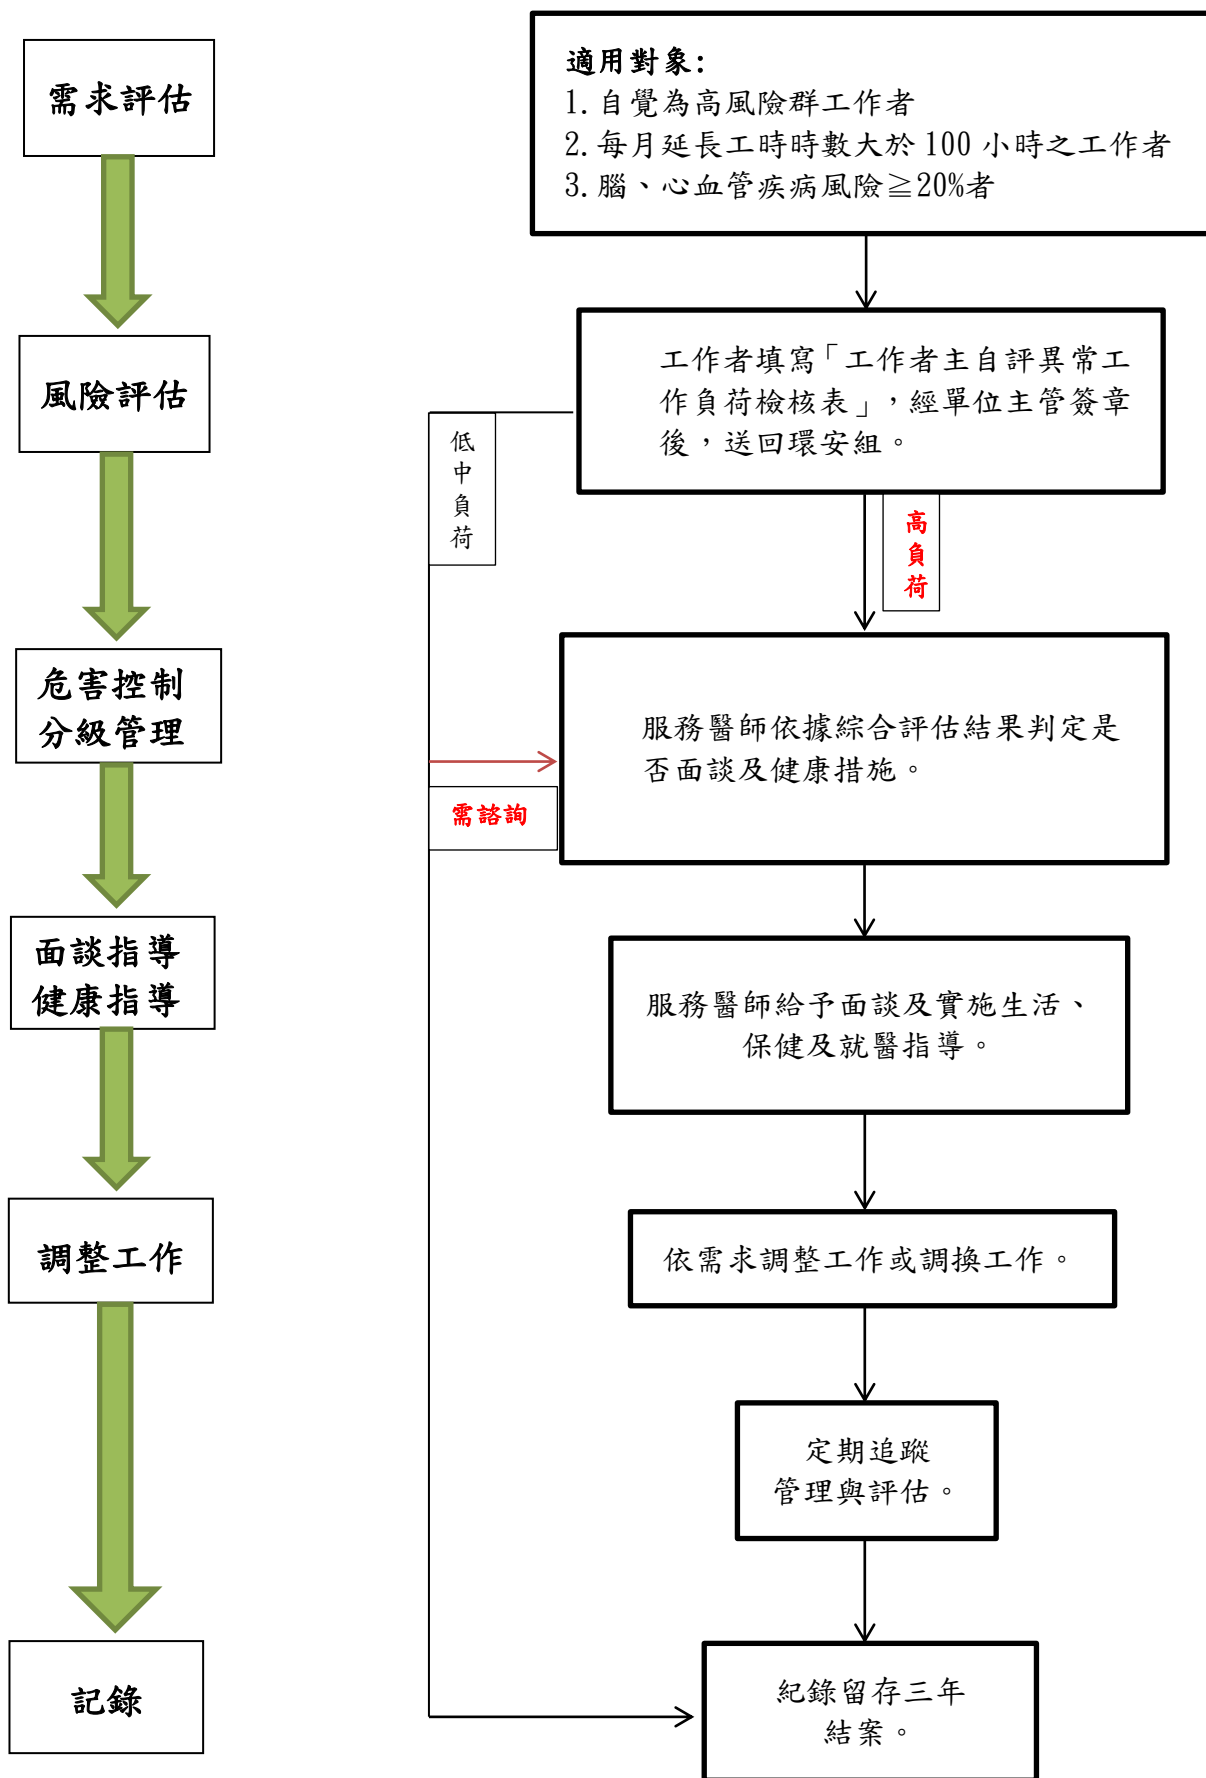 需求評估
適用對象:
1.自覺為高風險群工作者
2.每月延長工時時數大於 100 小時之工作者
3.腦、心血管疾病風險≧20%者
風險評估
工作者填寫「工作者主自評異常工
作負荷檢核表」，經單位主管簽章
後，送回環安組。
低
中
負
荷
高
負
荷
危害控制
分級管理
服務醫師依據綜合評估結果判定是
否面談及健康措施。
需諮詢
面談指導
健康指導
服務醫師給予面談及實施生活、
保健及就醫指導。
調整工作
依需求調整工作或調換工作。
定期追蹤
管理與評估。
記錄
紀錄留存三年
結案。